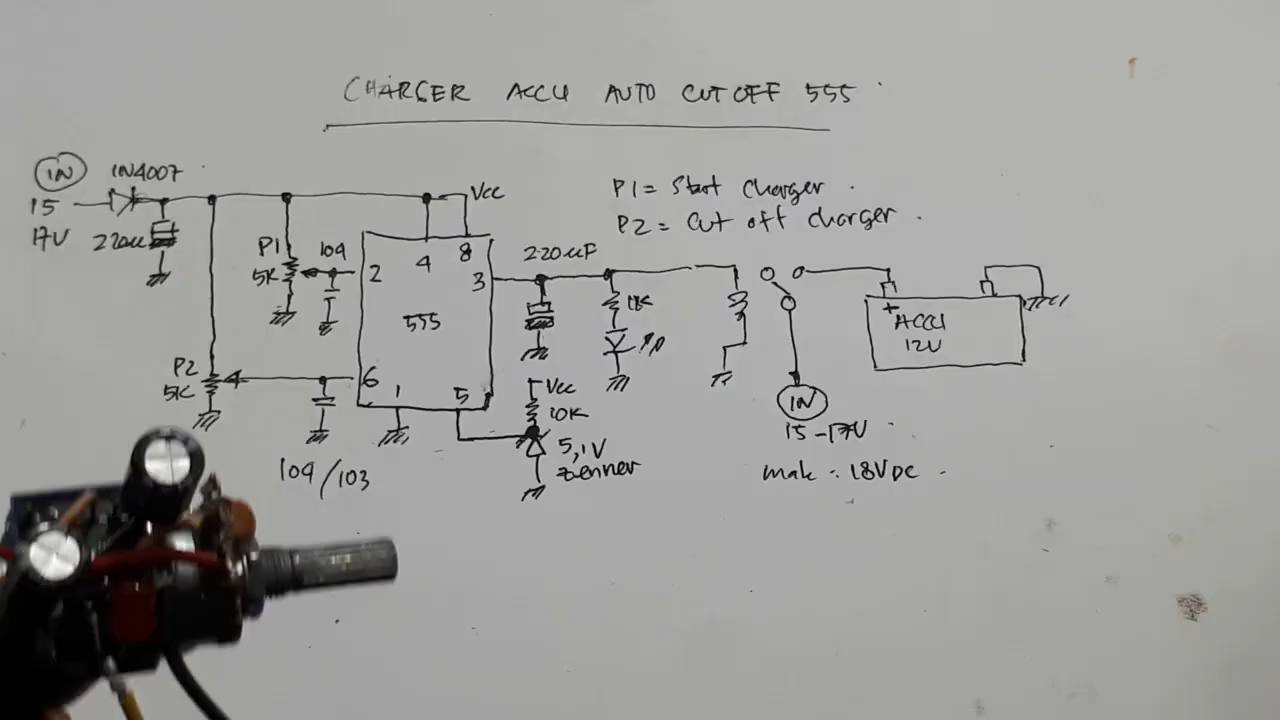 CHARGER ACCU AUTO CUT OFF 555
IN
1N4007
15
17V
220uF
P1
5K
104
P2
5K
104/103
2
4
8
3
6
1
5
555
Vcc
220uF
1K
Vcc
10K
5,1V
zenner
P1 = Start charger
P2 = cut off charger
+
ACCU
12V
IN
15-17V
mak : 18VDC